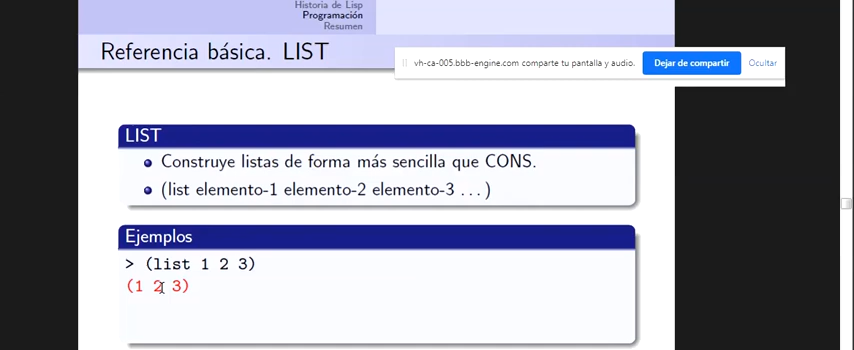 Historia de Lisp
Programación
Resumen
Referencia básica. LIST
vh-ca-005.bbb-engine.com comparte tu pantalla y audio.
Dejar de compartir
Ocultar
LIST
Construye listas de forma más sencilla que CONS.
(list elemento-1 elemento-2 elemento-3 ...)
Ejemplos
> (list 1 2 3)
(1 2 3)